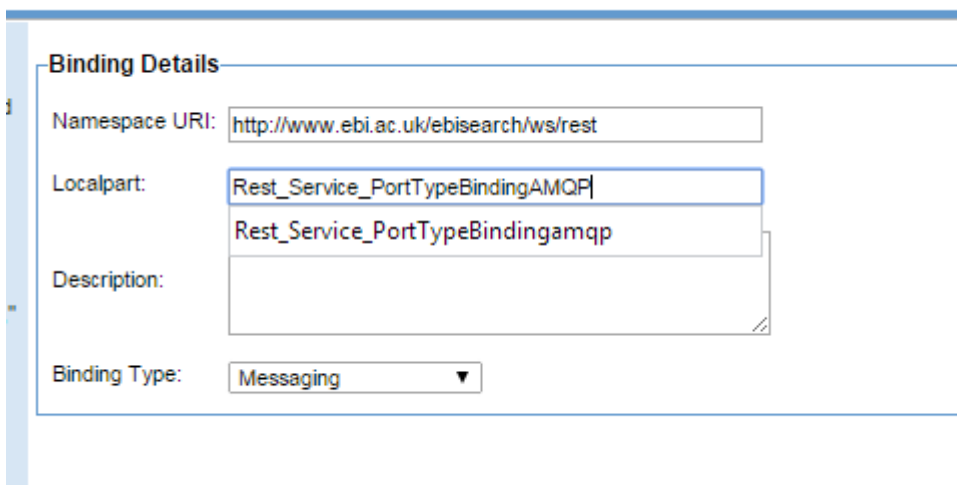 Binding Details
d
Namespace URI: http://www.ebi.ac.uk/ebisearch/ws/rest
Localpart: Rest_Service_PortTypeBindingAMQP
Rest_Service_PortTypeBindingamqp
Description:
"
Binding Type: Messaging